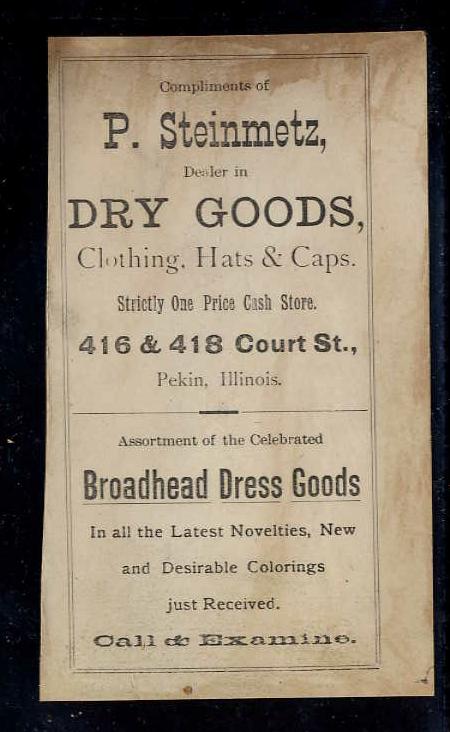 Compliments of
P. Steinmetz,
Dealer in
DRY GOODS,
Clothing, Hats & Caps.
Strictly One Price Cash Store.
416 & 418 Court St.,
Pekin, Illinois.
Assortment of the Celebrated
Broadhead Dress Goods
In all the Latest Novelties, New
and Desirable Colorings
just Received.
Call & Examine.